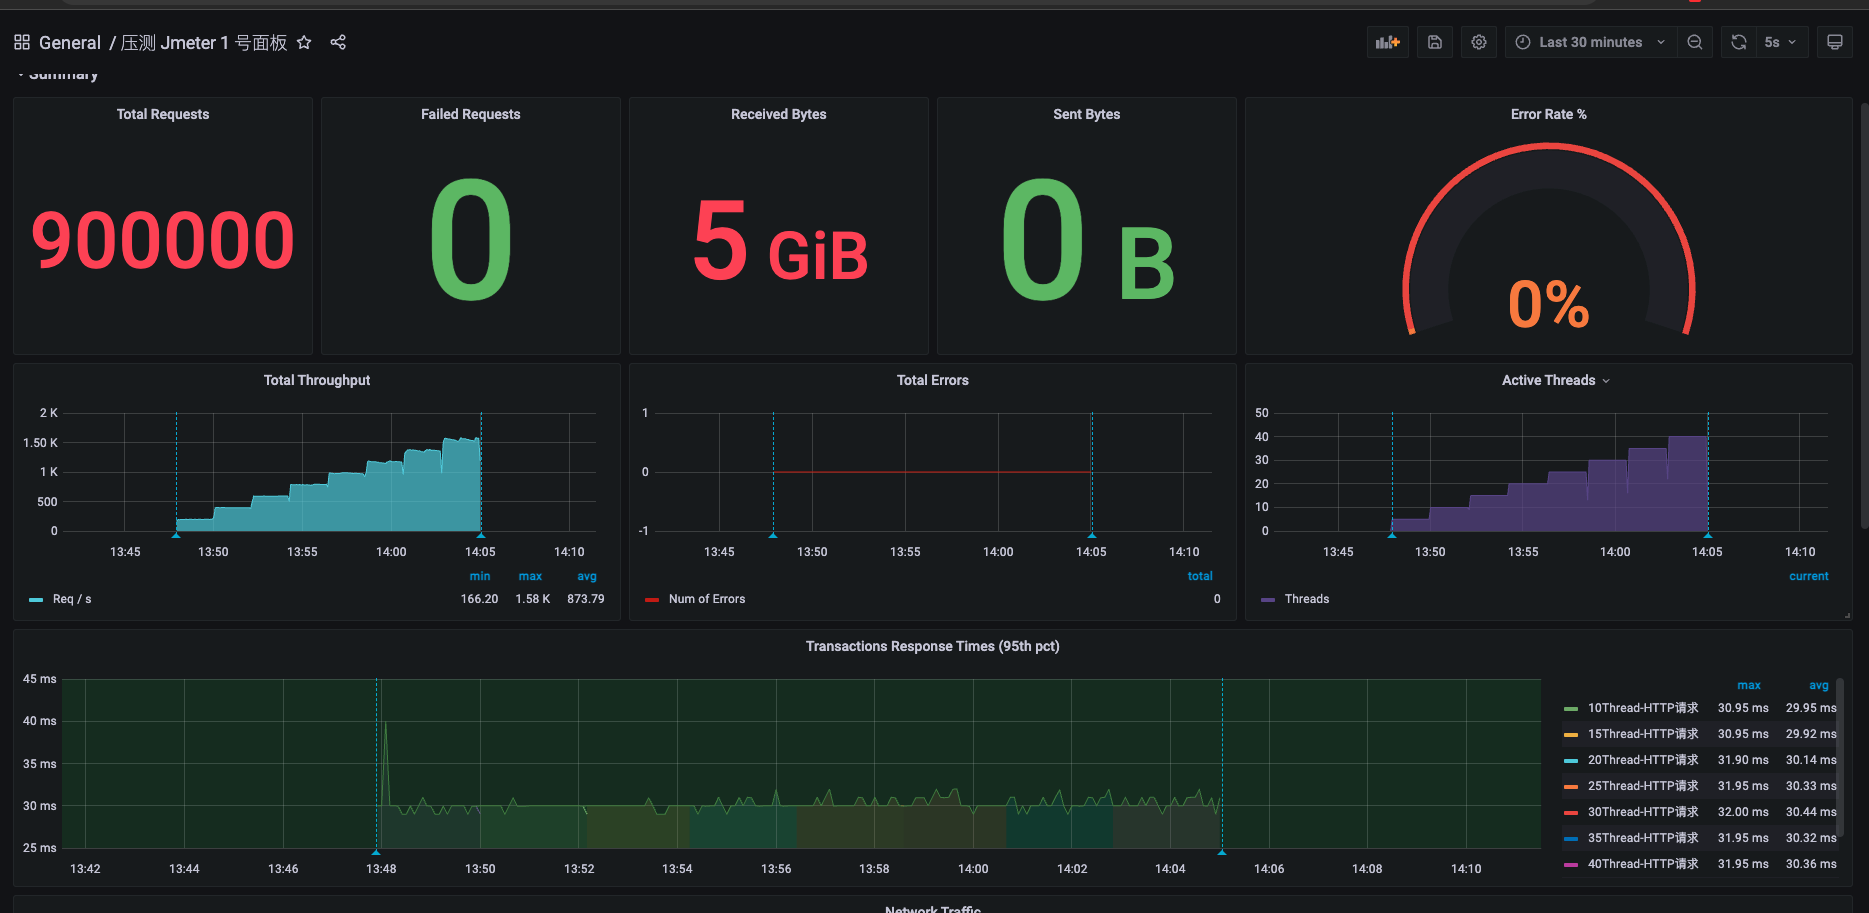 General / 压测 Jmeter 1 号面板
Last 30 minutes
5s
Summary
Total Requests
900000
Failed Requests
0
Received Bytes
5 GiB
Sent Bytes
0 B
Error Rate %
0%
Total Throughput
2 K
1.50 K
1 K
500
0
13:45 13:50 13:55 14:00 14:05 14:10
min max avg
Req / s 166.20 1.58 K 873.79
Total Errors
1
0
-1
13:45 13:50 13:55 14:00 14:05 14:10
total
Num of Errors 0
Active Threads
50
40
30
20
10
0
13:45 13:50 13:55 14:00 14:05 14:10
current
Threads
Transactions Response Times (95th pct)
45 ms
40 ms
35 ms
30 ms
25 ms
13:42 13:44 13:46 13:48 13:50 13:52 13:54 13:56 13:58 14:00 14:02 14:04 14:06 14:08 14:10
max avg
10Thread-HTTP请求 30.95 ms 29.95 ms
15Thread-HTTP请求 30.95 ms 29.92 ms
20Thread-HTTP请求 31.90 ms 30.14 ms
25Thread-HTTP请求 31.95 ms 30.33 ms
30Thread-HTTP请求 32.00 ms 30.44 ms
35Thread-HTTP请求 31.95 ms 30.32 ms
40Thread-HTTP请求 31.95 ms 30.36 ms
Network Traffic